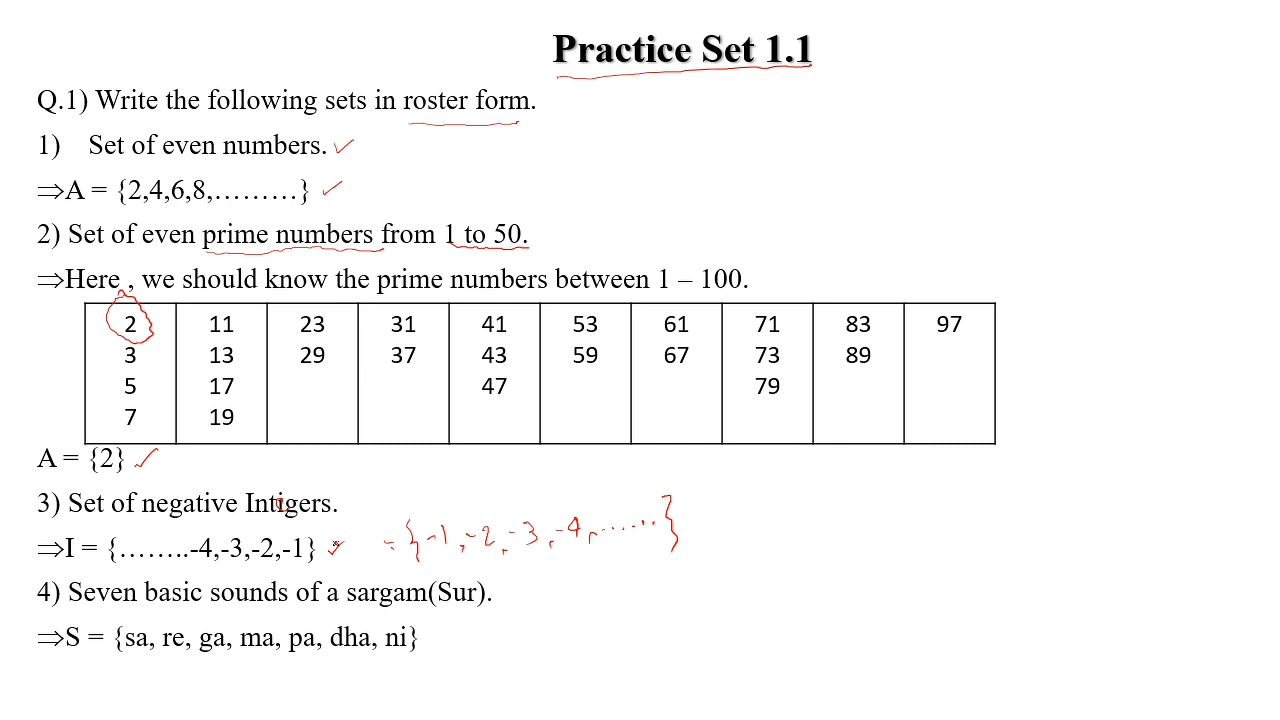 Practice Set 1.1
Q.1) Write the following sets in roster form.
1) Set of even numbers.
⇒A = {2,4,6,8,………}
2) Set of even prime numbers from 1 to 50.
⇒Here , we should know the prime numbers between 1 – 100.
2 11 23 31 41 53 61 71 83 97
3 13 29 37 43 59 67 73 89
5 17 47 79
7 19
A = {2}
3) Set of negative Intigers.
⇒I = {……..-4,-3,-2,-1} = {-1, -2, -3, -4, ......}
4) Seven basic sounds of a sargam(Sur).
⇒S = {sa, re, ga, ma, pa, dha, ni}